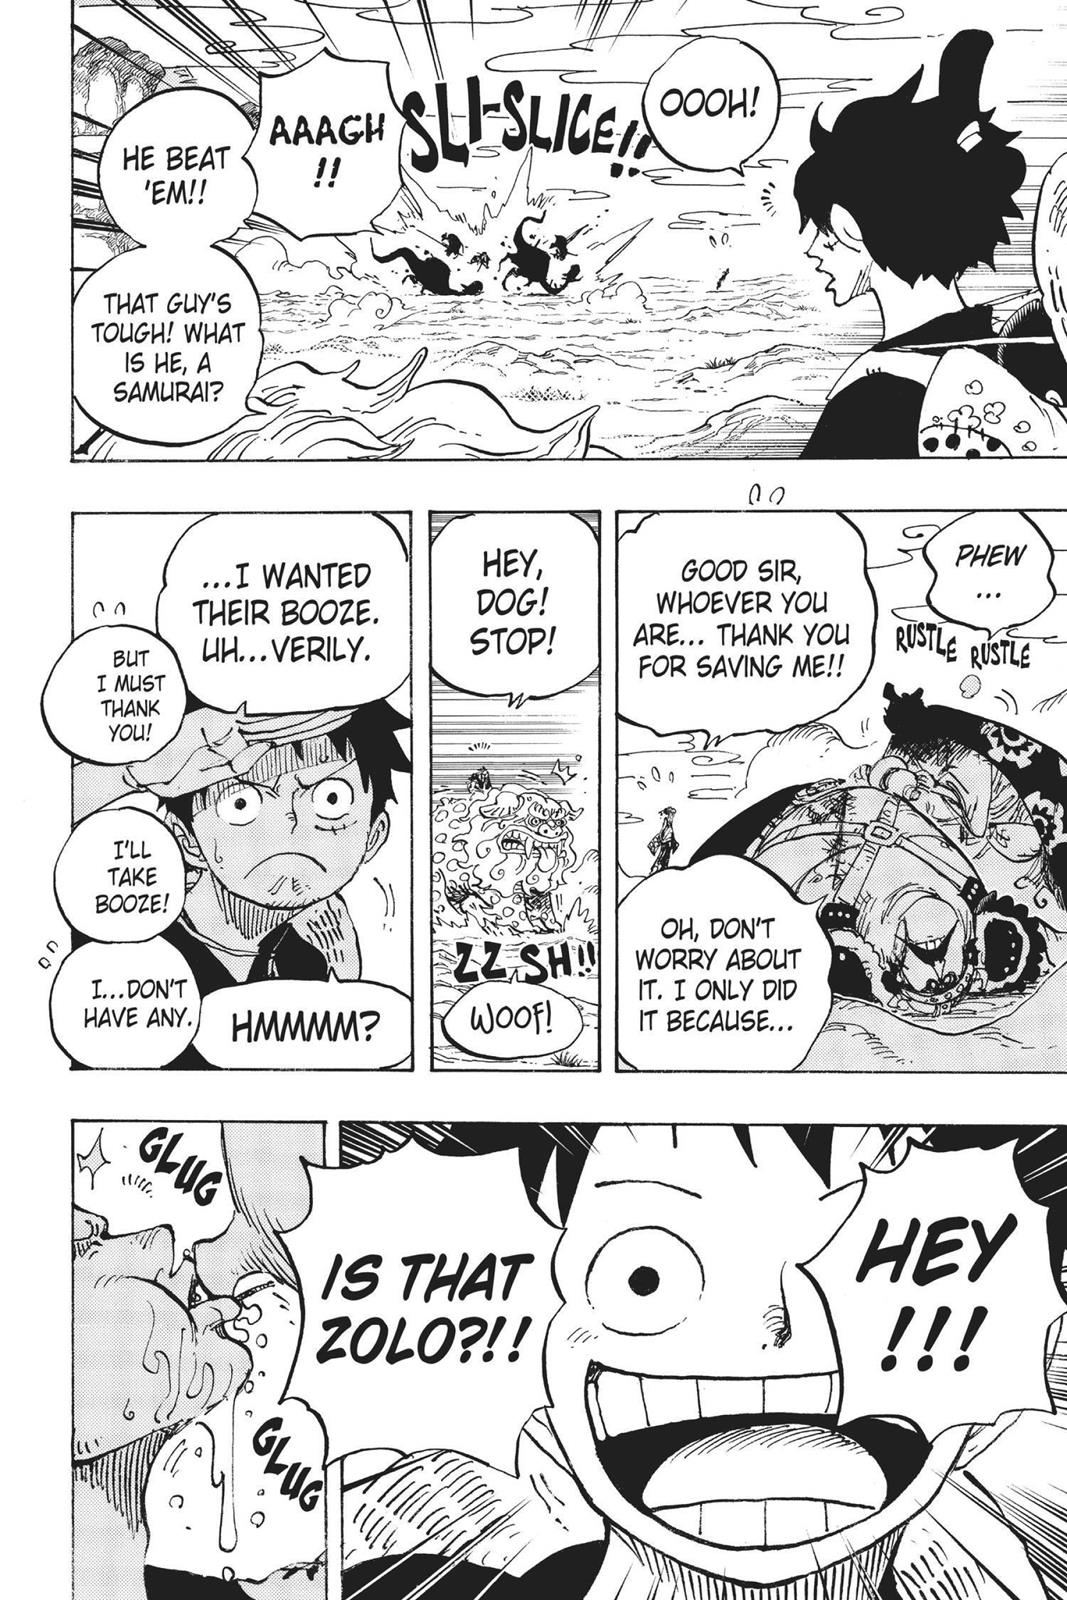 OOOH!
SLI-SLICE!!
AAAGH
!!
HE BEAT
'EM!!
THAT GUY'S
TOUGH! WHAT
IS HE, A
SAMURAI?
PHEW
...
RUSTLE RUSTLE
GOOD SIR,
WHOEVER YOU
ARE... THANK YOU
FOR SAVING ME!!
OH, DON'T
WORRY ABOUT
IT. I ONLY DID
IT BECAUSE...
HEY,
DOG!
STOP!
ZZSH!!
WOOF!
...I WANTED
THEIR BOOZE.
UH...VERILY.
BUT
I MUST
THANK
YOU!
I'LL
TAKE
BOOZE!
I...DON'T
HAVE ANY.
HMMMM?
HEY
!!!
IS THAT
ZOLO?!!
GLUG
GLUG